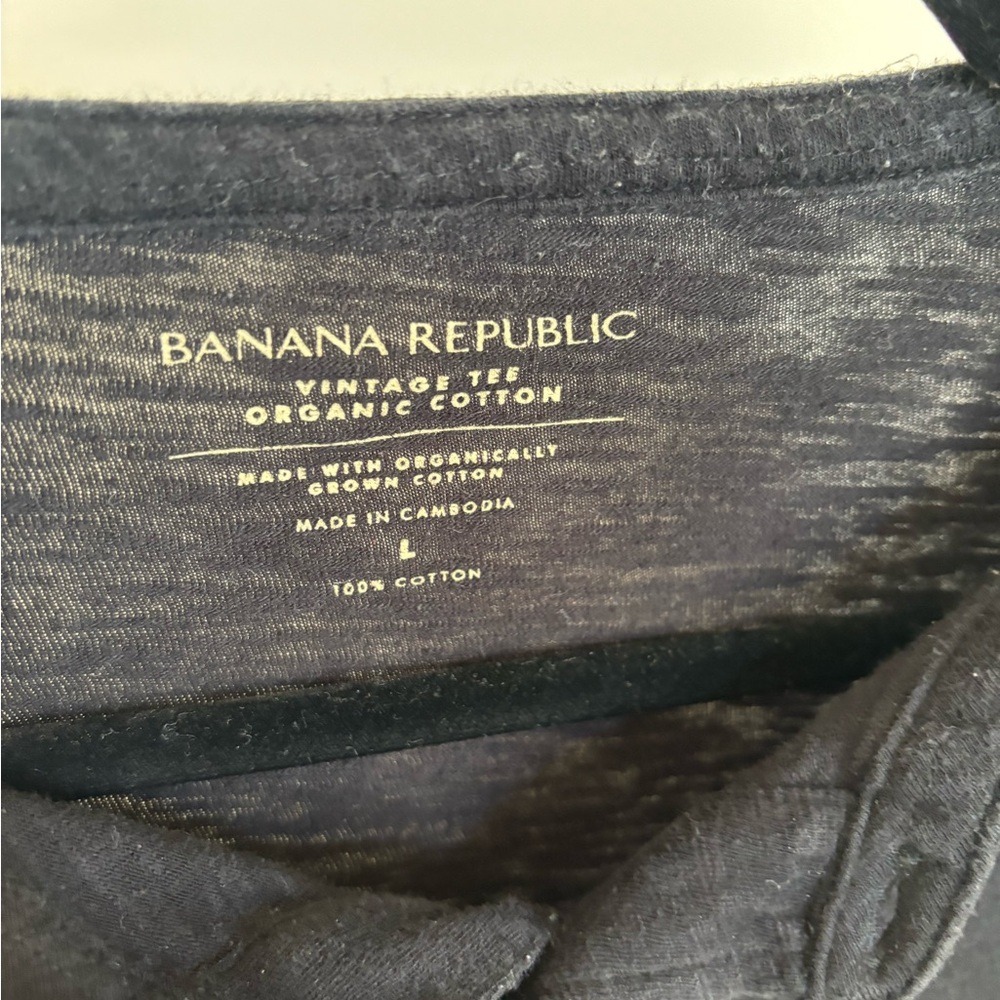 BANANA REPUBLIC
VINTAGE TEE
ORGANIC COTTON
MADE WITH ORGANICALLY
GROWN COTTON
MADE IN CAMBODIA
L
100% COTTON